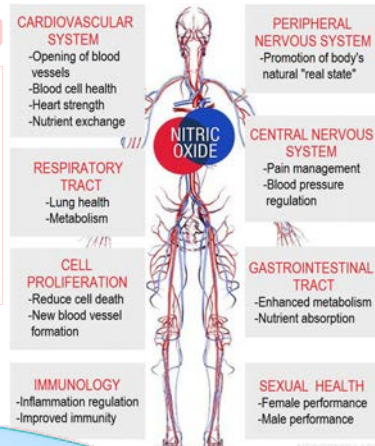 CARDIOVASCULAR
SYSTEM
-Opening of blood
vessels
-Blood cell health
-Heart strength
-Nutrient exchange
RESPIRATORY
TRACT
-Lung health
-Metabolism
CELL
PROLIFERATION
-Reduce cell death
-New blood vessel
formation
IMMUNOLOGY
-Inflammation regulation
-Improved immunity
NITRIC
OXIDE
PERIPHERAL
NERVOUS SYSTEM
-Promotion of body's
natural "real state"
CENTRAL NERVOUS
SYSTEM
-Pain management
-Blood pressure
regulation
GASTROINTESTINAL
TRACT
-Enhanced metabolism
-Nutrient absorption
SEXUAL HEALTH
-Female performance
-Male performance